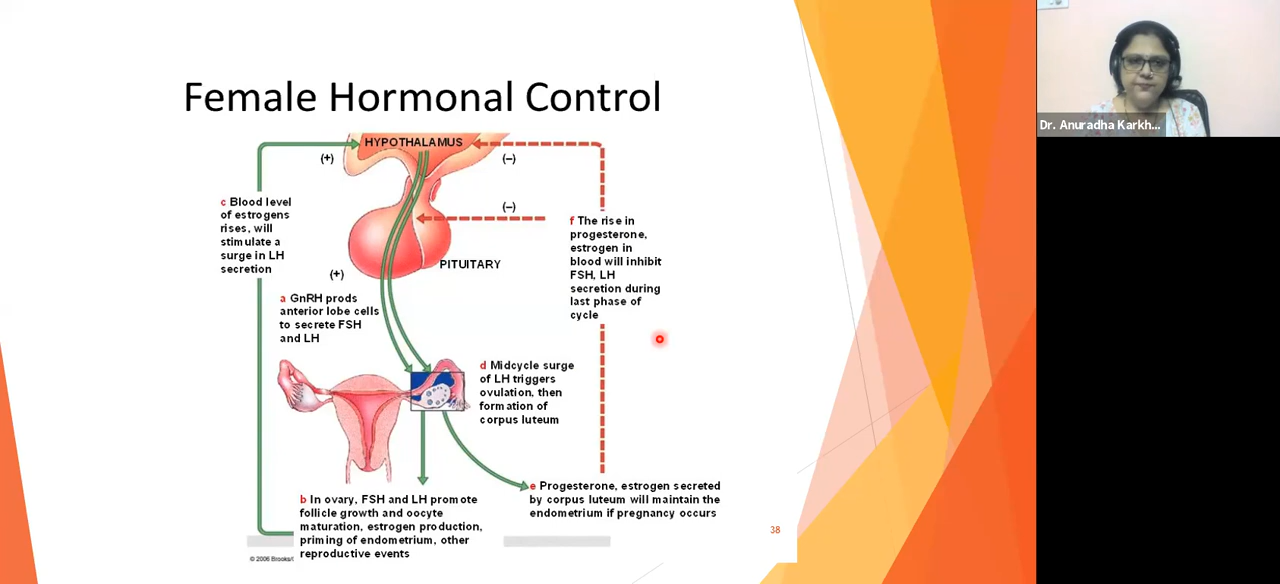 Female Hormonal Control
HYPOTHALAMUS
(+)
(–)
(–)
c Blood level
of estrogens
rises, will
stimulate a
surge in LH
secretion
f The rise in
progesterone,
estrogen in
blood will inhibit
FSH, LH
secretion during
last phase of
cycle
PITUITARY
(+)
a GnRH prods
anterior lobe cells
to secrete FSH
and LH
d Midcycle surge
of LH triggers
ovulation, then
formation of
corpus luteum
e Progesterone, estrogen secreted
by corpus luteum will maintain the
endometrium if pregnancy occurs
b In ovary, FSH and LH promote
follicle growth and oocyte
maturation, estrogen production,
priming of endometrium, other
reproductive events
© 2006 Brooks/
38
Dr. Anuradha Karkh...